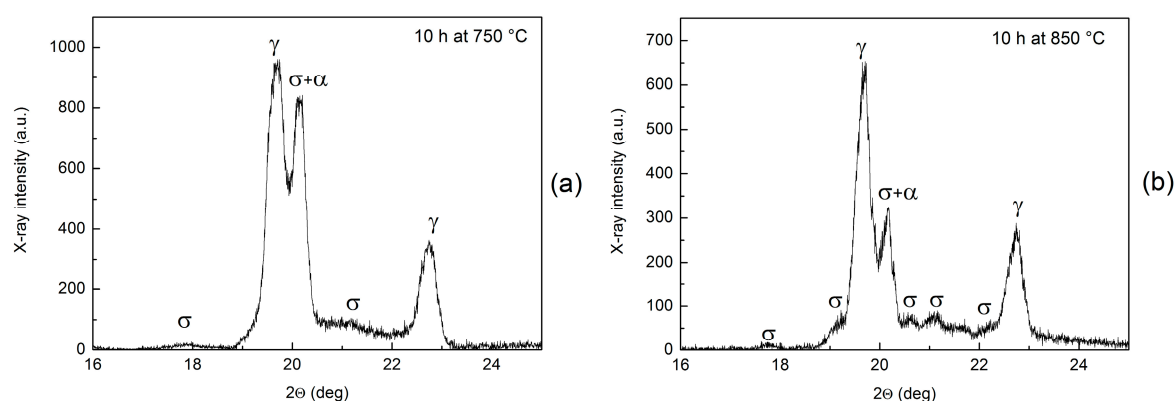 10 h at 750 °C
γ
σ+α
γ
σ
σ
1000
800
600
400
200
0
16 18 20 22 24
2Θ (deg)
X-ray intensity (a.u.)
(a)
10 h at 850 °C
γ
σ+α
γ
σ
σ
σ
σ
σ
700
600
500
400
300
200
100
0
16 18 20 22 24
2Θ (deg)
X-ray intensity (a.u.)
(b)